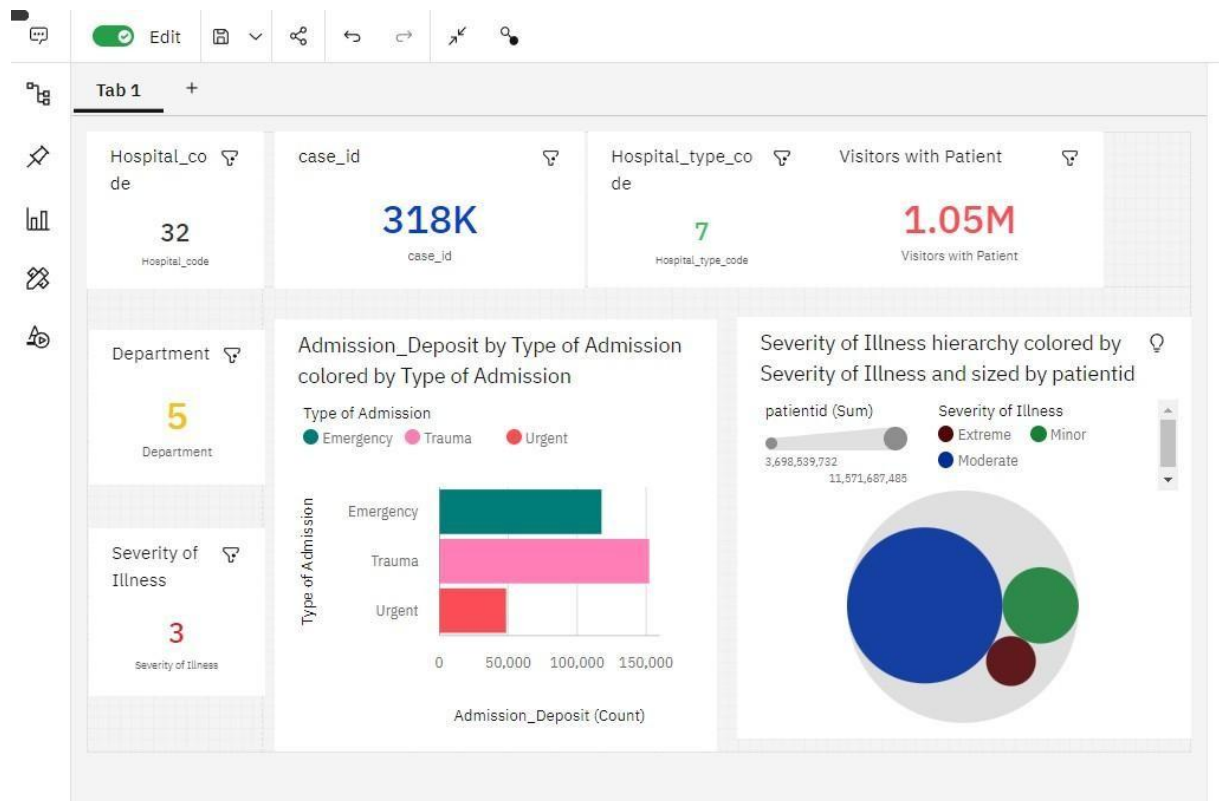 Edit
Tab 1
+
Hospital_co
de
32
Hospital_code
case_id
318K
case_id
Hospital_type_co
de
7
Hospital_type_code
Visitors with Patient
1.05M
Visitors with Patient
Department
5
Department
Severity of
Illness
3
Severity of Illness
Admission_Deposit by Type of Admission
colored by Type of Admission
Type of Admission
Emergency Trauma Urgent
Type of Admission
Emergency
Trauma
Urgent
0 50,000 100,000 150,000
Admission_Deposit (Count)
Severity of Illness hierarchy colored by
Severity of Illness and sized by patientid
patientid (Sum)
3,698,539,732
11,571,687,485
Severity of Illness
Extreme Minor
Moderate